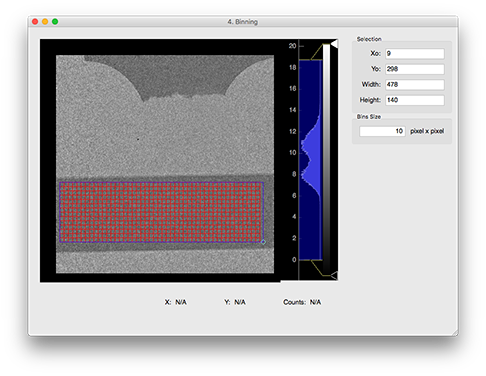 4. Binning
Selection
Xo: 9
Yo: 298
Width: 478
Height: 140
Bins Size
10 pixel x pixel
20
18
16
14
12
10
8
6
4
2
0
X: N/A Y: N/A Counts: N/A